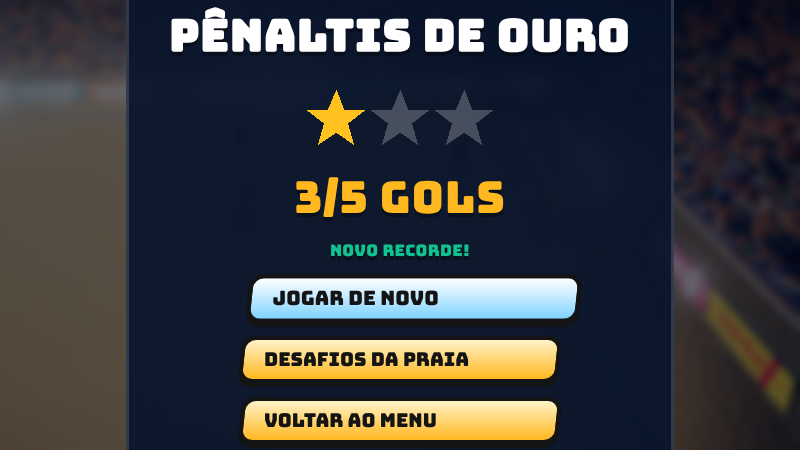 PÊNALTIS DE OURO
3/5 GOLS
NOVO RECORDE!
JOGAR DE NOVO
DESAFIOS DA PRAIA
VOLTAR AO MENU